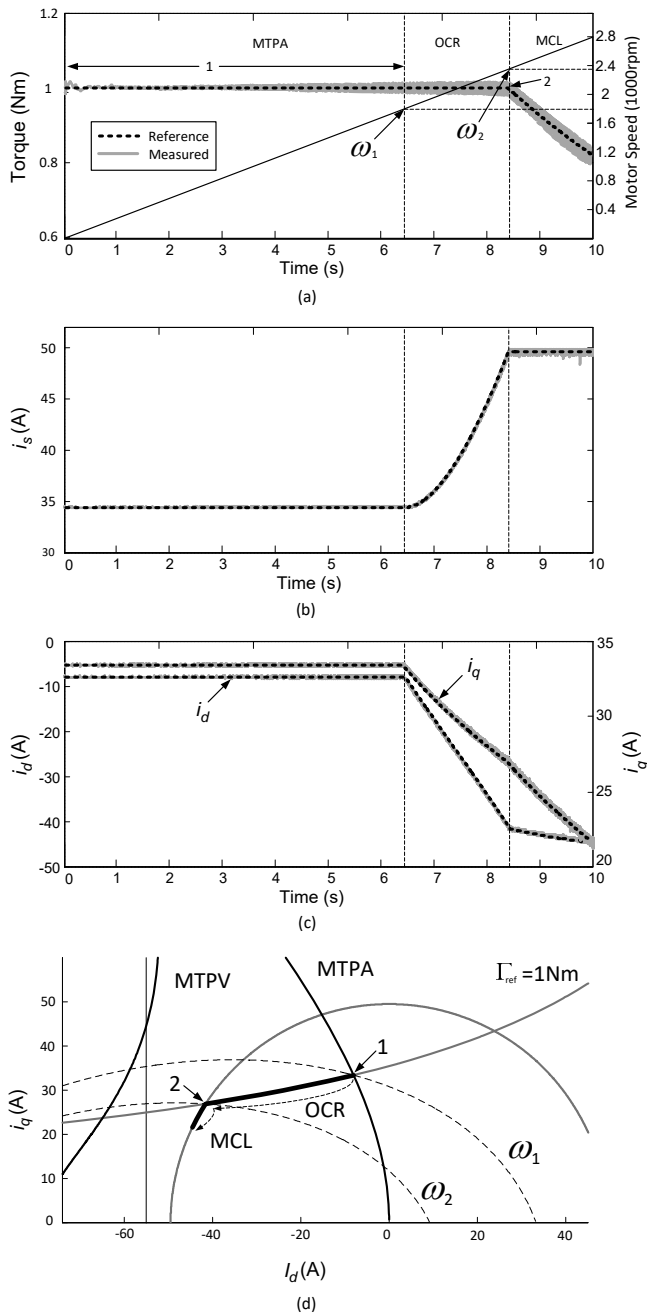 1.2
MTPA
OCR
MCL
2.8
1
2.4
1
2
2
Reference
Measured
ω1
ω2
1.6
0.8
1.2
0.8
0.4
0.6
Torque (Nm)
Motor Speed (1000rpm)
0 1 2 3 4 5 6 7 8 9 10
Time (s)
(a)
50
50
40
35
30
is (A)
0 1 2 3 4 5 6 7 8 9 10
Time (s)
(b)
0
-10
-20
-30
-40
-50
id (A)
iq
id
35
30
25
20
iq (A)
0 1 2 3 4 5 6 7 8 9 10
Time (s)
(c)
MTPV
MTPA
Γref = 1Nm
50
40
30
20
10
0
iq (A)
1
2
OCR
MCL
ω1
ω2
-60 -40 -20 0 20 40
Id (A)
(d)